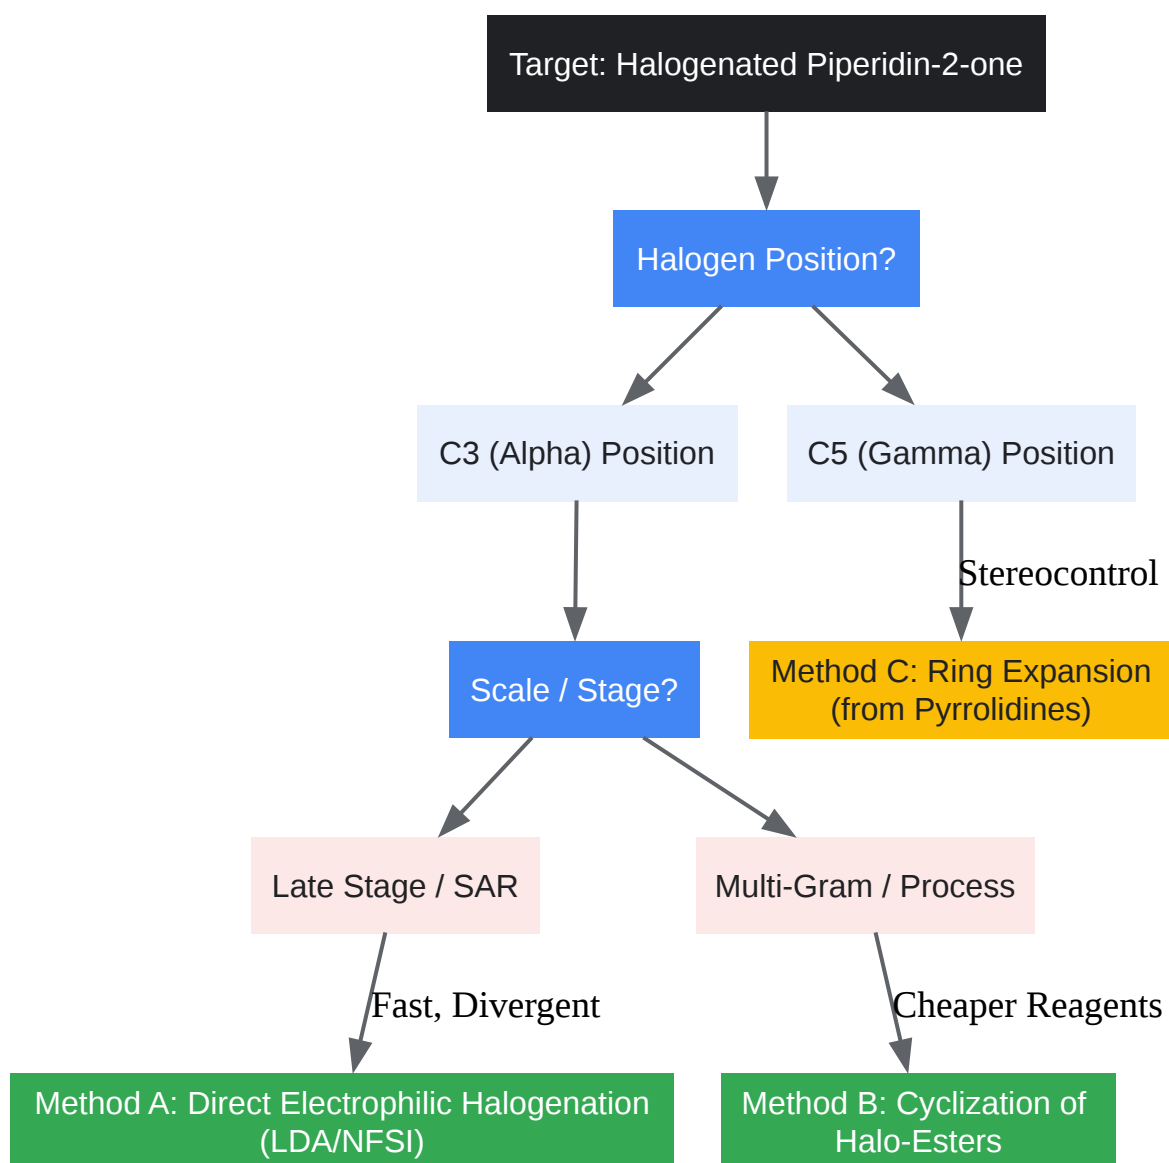 Target: Halogenated Piperidin-2-one
Halogen Position?
C3 (Alpha) Position
C5 (Gamma) Position
Stereocontrol
Scale / Stage?
Method C: Ring Expansion
(from Pyrrolidines)
Late Stage / SAR
Multi-Gram / Process
Fast, Divergent
Cheaper Reagents
Method A: Direct Electrophilic Halogenation
(LDA/NFSI)
Method B: Cyclization of
Halo-Esters